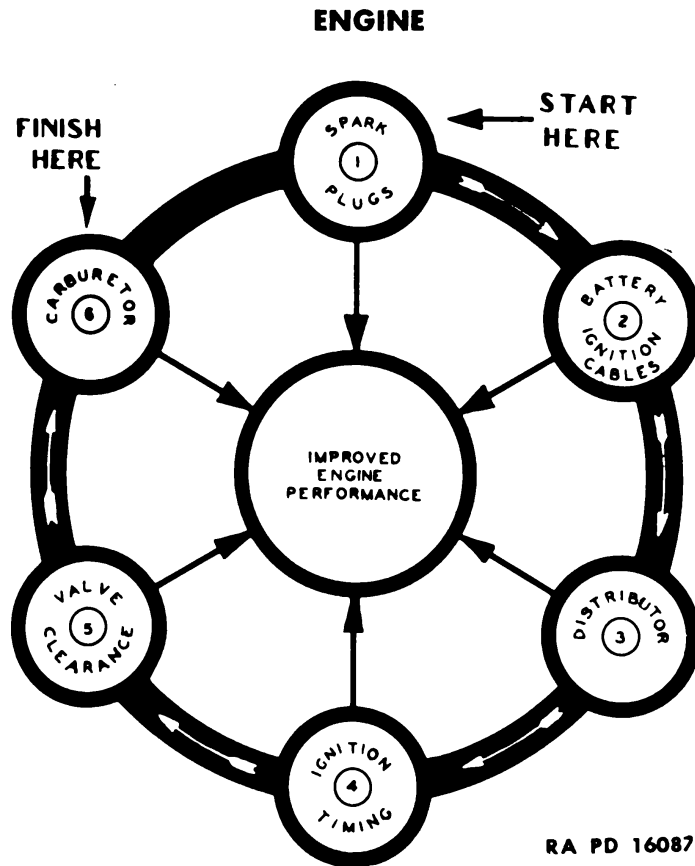 ENGINE
START
HERE
FINISH
HERE
SPARK
1
PLUGS
BATTERY
2
IGNITION
CABLES
DISTRIBUTOR
3
IGNITION
4
TIMING
VALVE
5
CLEARANCE
CARBURETOR
6
IMPROVED
ENGINE
PERFORMANCE
RA PD 16087